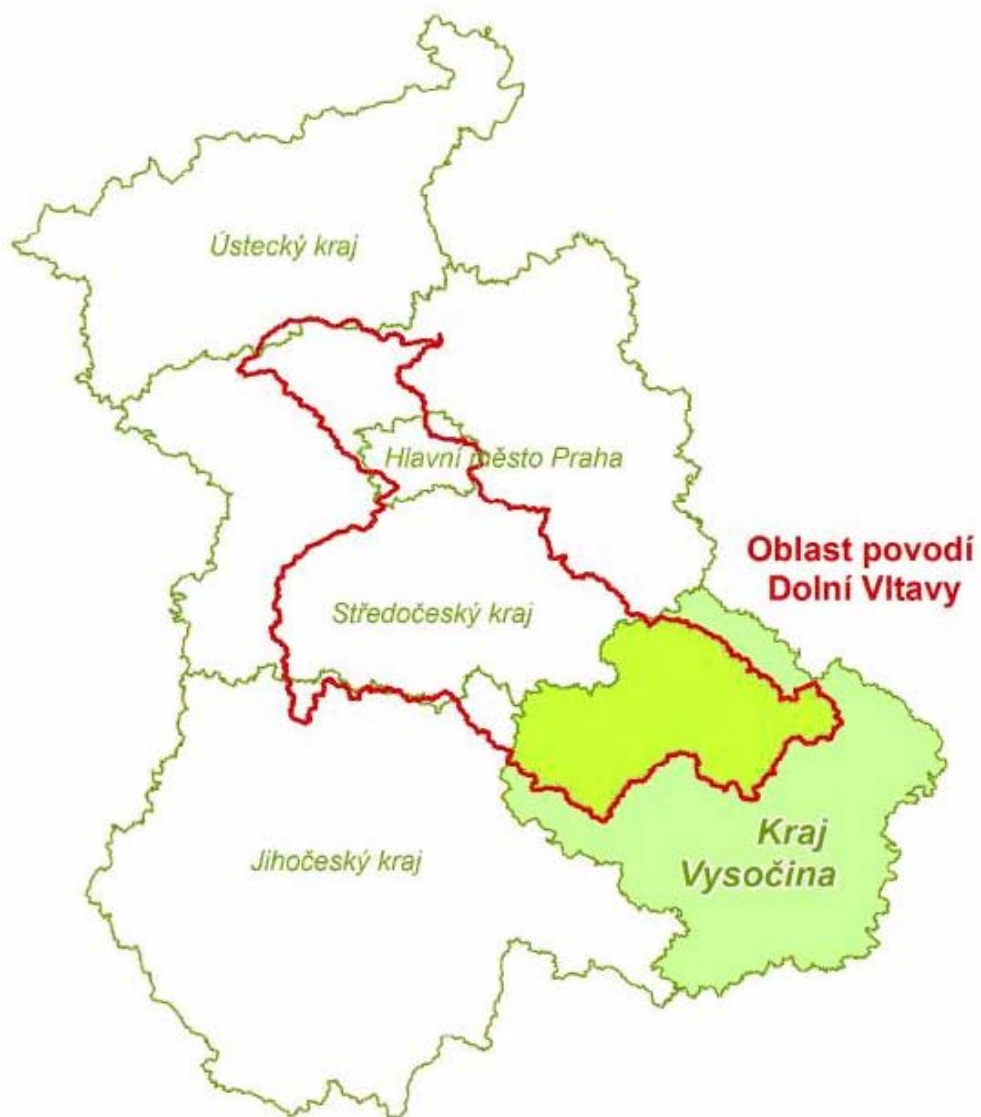 Ústecký kraj
Hlavní město Praha
Oblast povodí
Dolní Vltavy
Středočeský kraj
Kraj
Vysočina
Jihočeský kraj